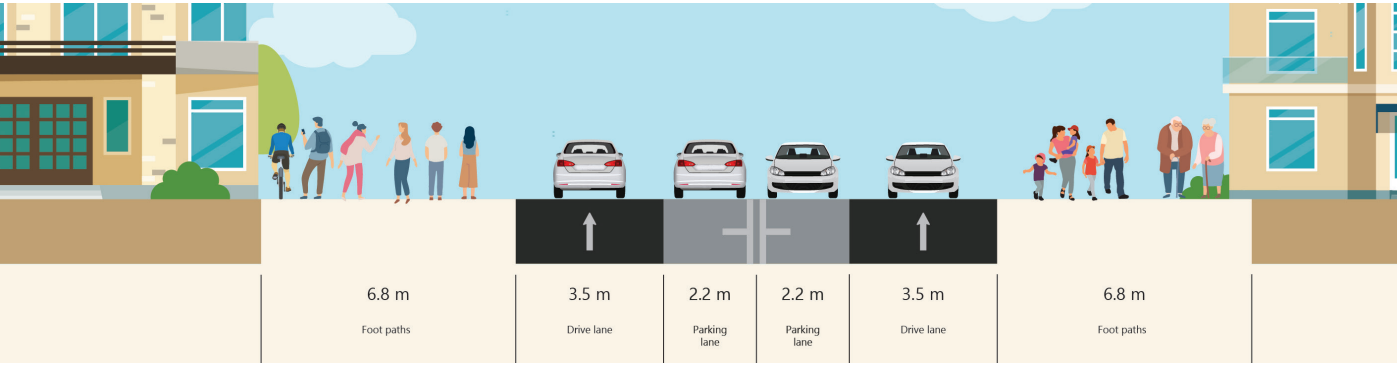 6.8 m
3.5 m
2.2 m
2.2 m
3.5 m
6.8 m
Foot paths
Drive lane
Parking
lane
Parking
lane
Drive lane
Foot paths